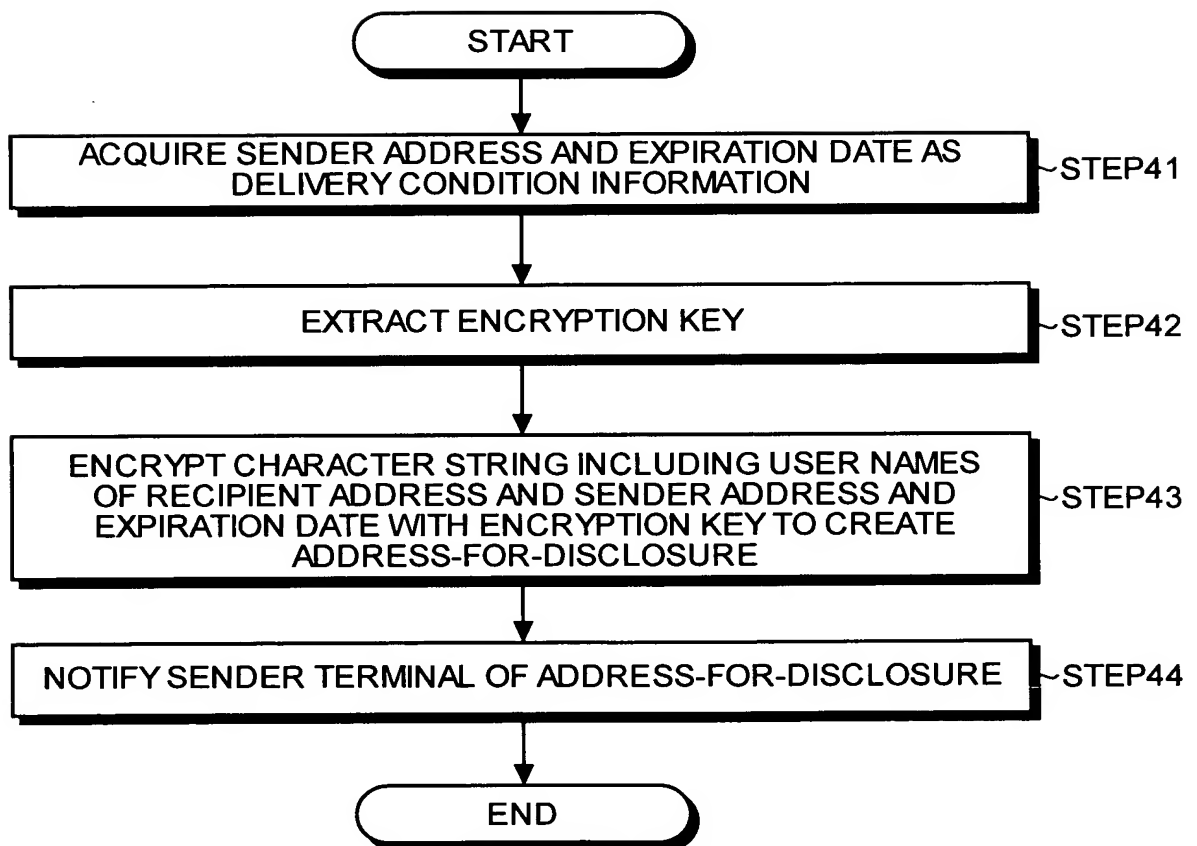 START
ACQUIRE SENDER ADDRESS AND EXPIRATION DATE AS
DELIVERY CONDITION INFORMATION
~STEP41
EXTRACT ENCRYPTION KEY
~STEP42
ENCRYPT CHARACTER STRING INCLUDING USER NAMES
OF RECIPIENT ADDRESS AND SENDER ADDRESS AND
EXPIRATION DATE WITH ENCRYPTION KEY TO CREATE
ADDRESS-FOR-DISCLOSURE
~STEP43
NOTIFY SENDER TERMINAL OF ADDRESS-FOR-DISCLOSURE
~STEP44
END